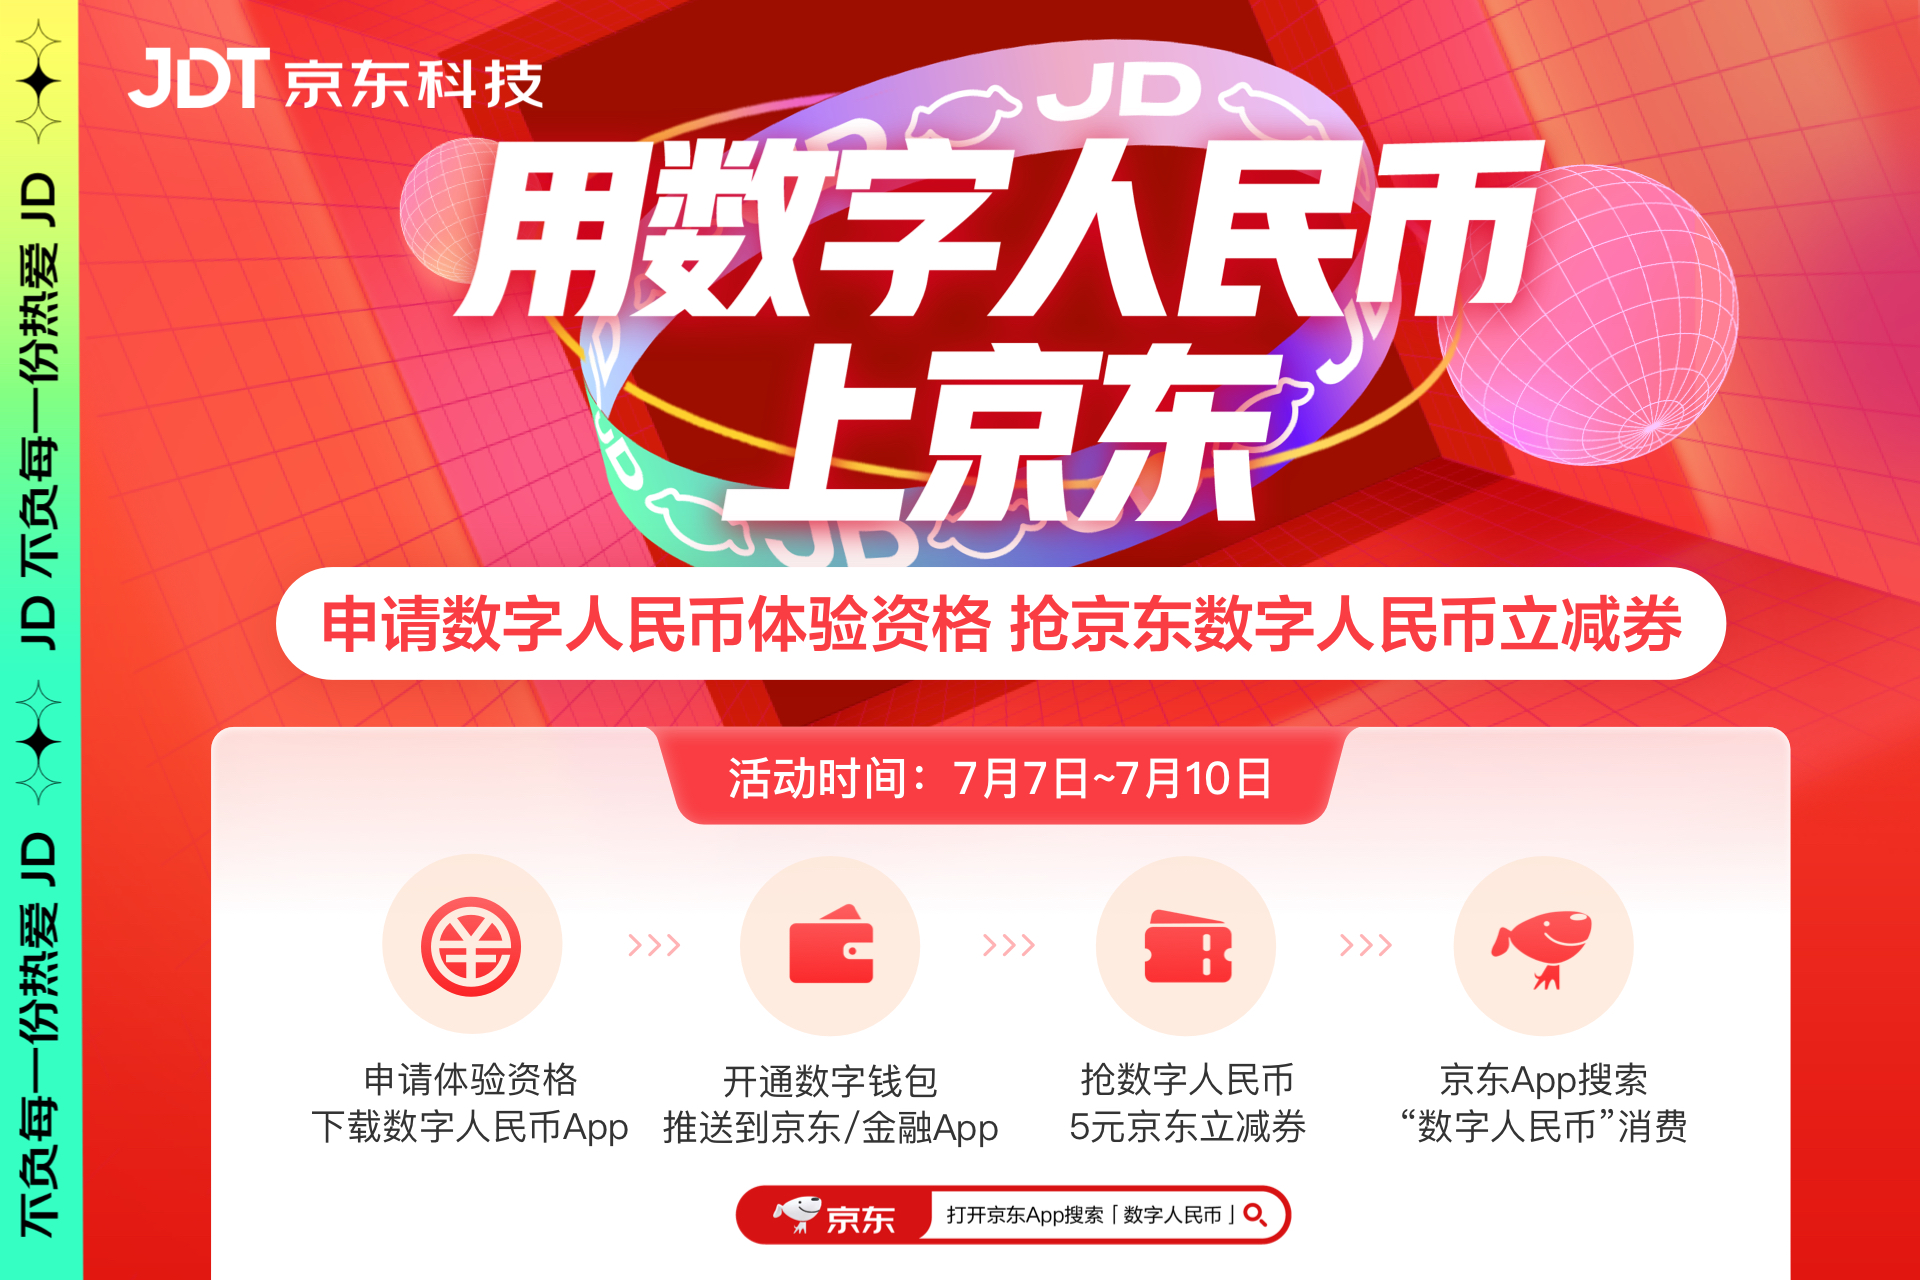 JDT 京东科技
JD
JD
JD
JD
用数字人民币
上京东
申请数字人民币体验资格 抢京东数字人民币立减券
活动时间：7月7日~7月10日
申请体验资格
下载数字人民币App
开通数字钱包
推送到京东/金融App
抢数字人民币
5元京东立减券
京东App搜索
“数字人民币”消费
京东
打开京东App搜索「数字人民币」
不负每一份热爱 JD
不负每一份热爱 JD